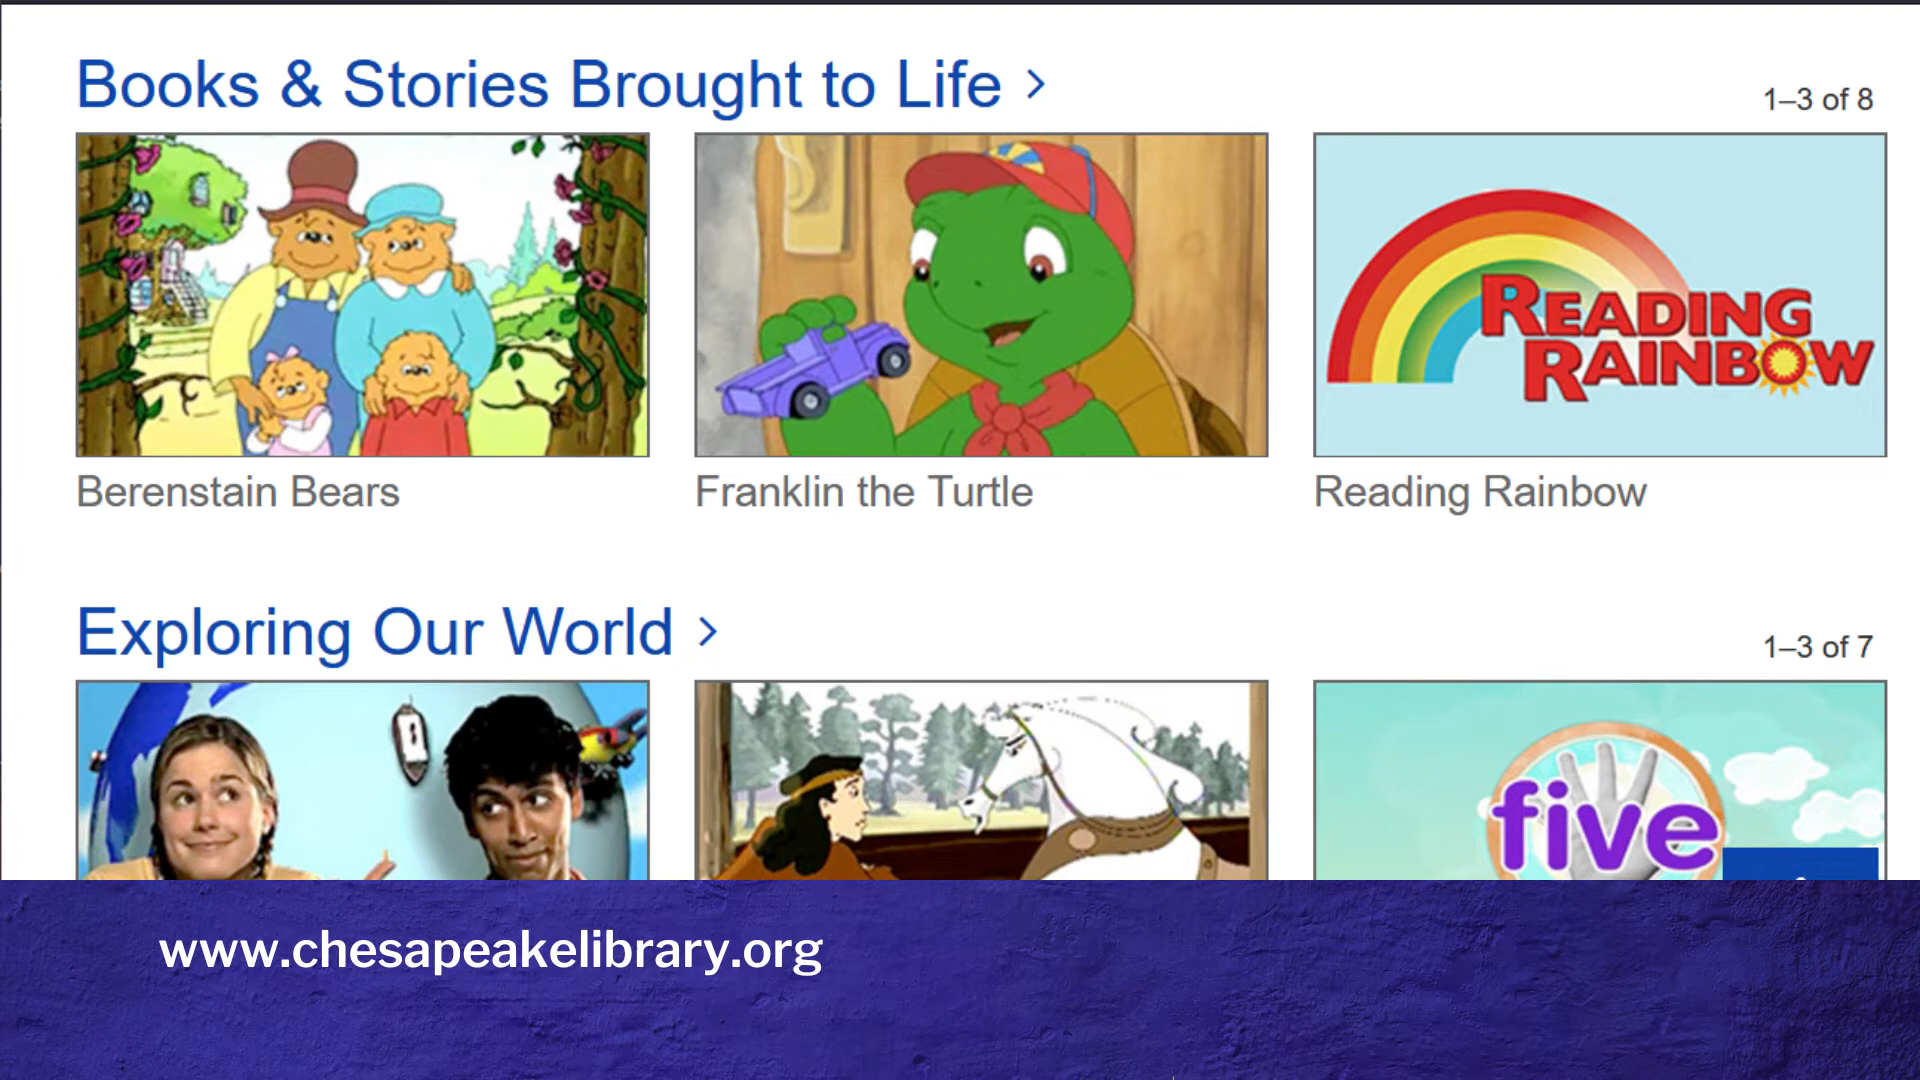 Books & Stories Brought to Life >
1–3 of 8
READING
RAINBOW
Berenstain Bears
Franklin the Turtle
Reading Rainbow
Exploring Our World >
1–3 of 7
five
www.chesapeakelibrary.org